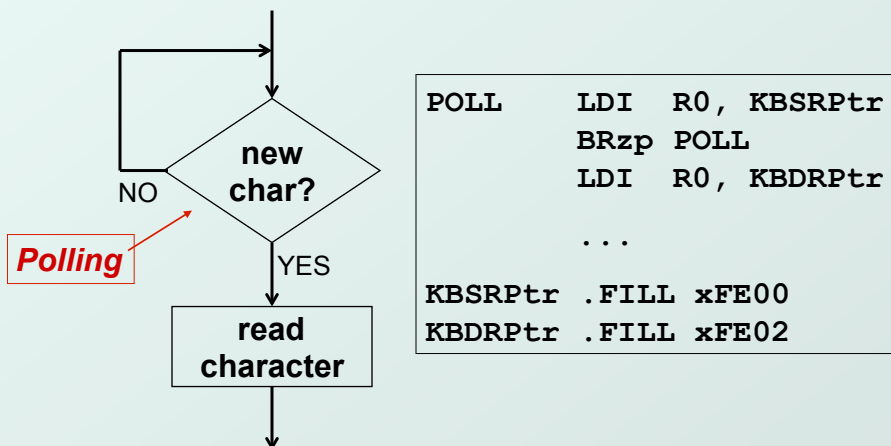 new
char?
NO
Polling
YES
read
character
POLL LDI R0, KBSRPtr
BRzp POLL
LDI R0, KBDRPtr
...
KBSRPtr .FILL xFE00
KBDRPtr .FILL xFE02